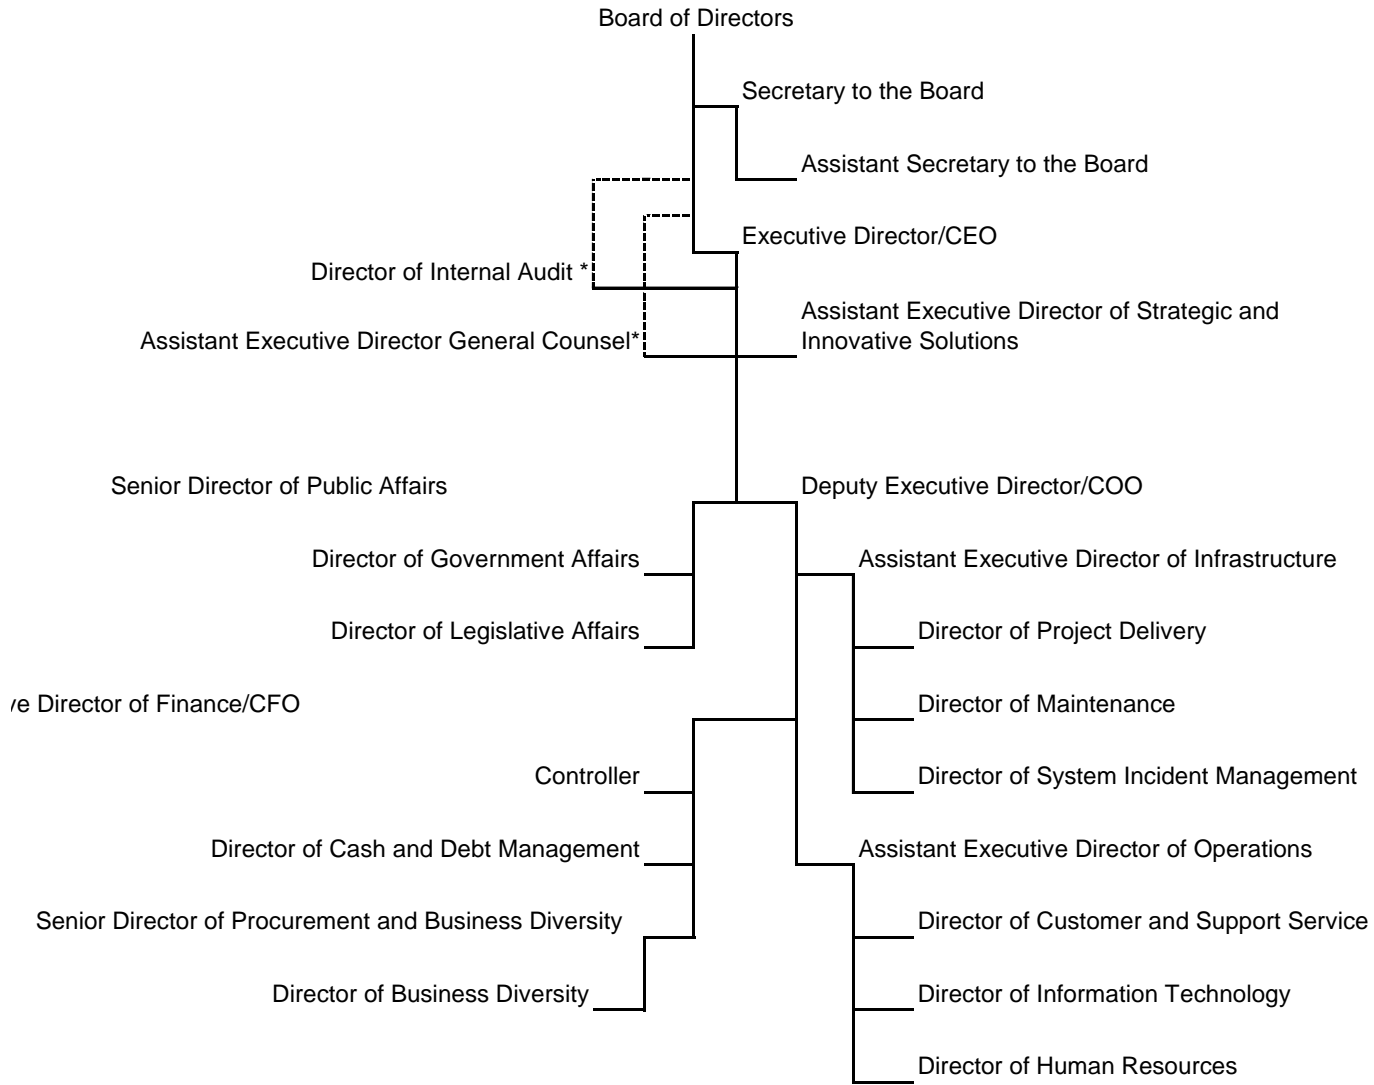 Board of Directors
Secretary to the Board
Assistant Secretary to the Board
Executive Director/CEO
Director of Internal Audit *
Assistant Executive Director of Strategic and
Innovative Solutions
Assistant Executive Director General Counsel*
Senior Director of Public Affairs
Deputy Executive Director/COO
Director of Government Affairs
Assistant Executive Director of Infrastructure
Director of Legislative Affairs
Director of Project Delivery
Director of Finance/CFO
Director of Maintenance
Controller
Director of System Incident Management
Director of Cash and Debt Management
Assistant Executive Director of Operations
Senior Director of Procurement and Business Diversity
Director of Customer and Support Service
Director of Business Diversity
Director of Information Technology
Director of Human Resources